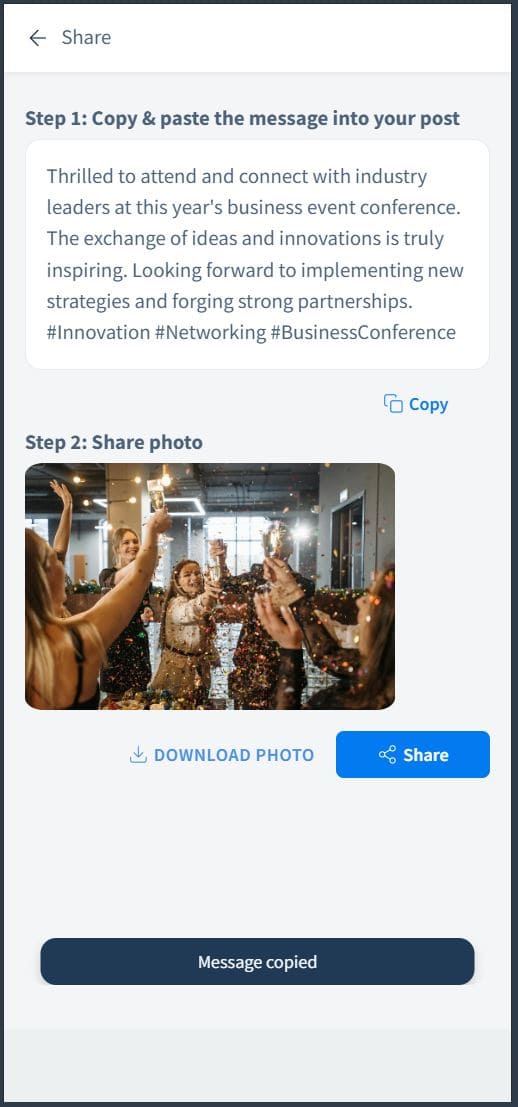 Share
Step 1: Copy & paste the message into your post
Thrilled to attend and connect with industry
leaders at this year's business event conference.
The exchange of ideas and innovations is truly
inspiring. Looking forward to implementing new
strategies and forging strong partnerships.
#Innovation #Networking #BusinessConference
Copy
Step 2: Share photo
DOWNLOAD PHOTO
Share
Message copied